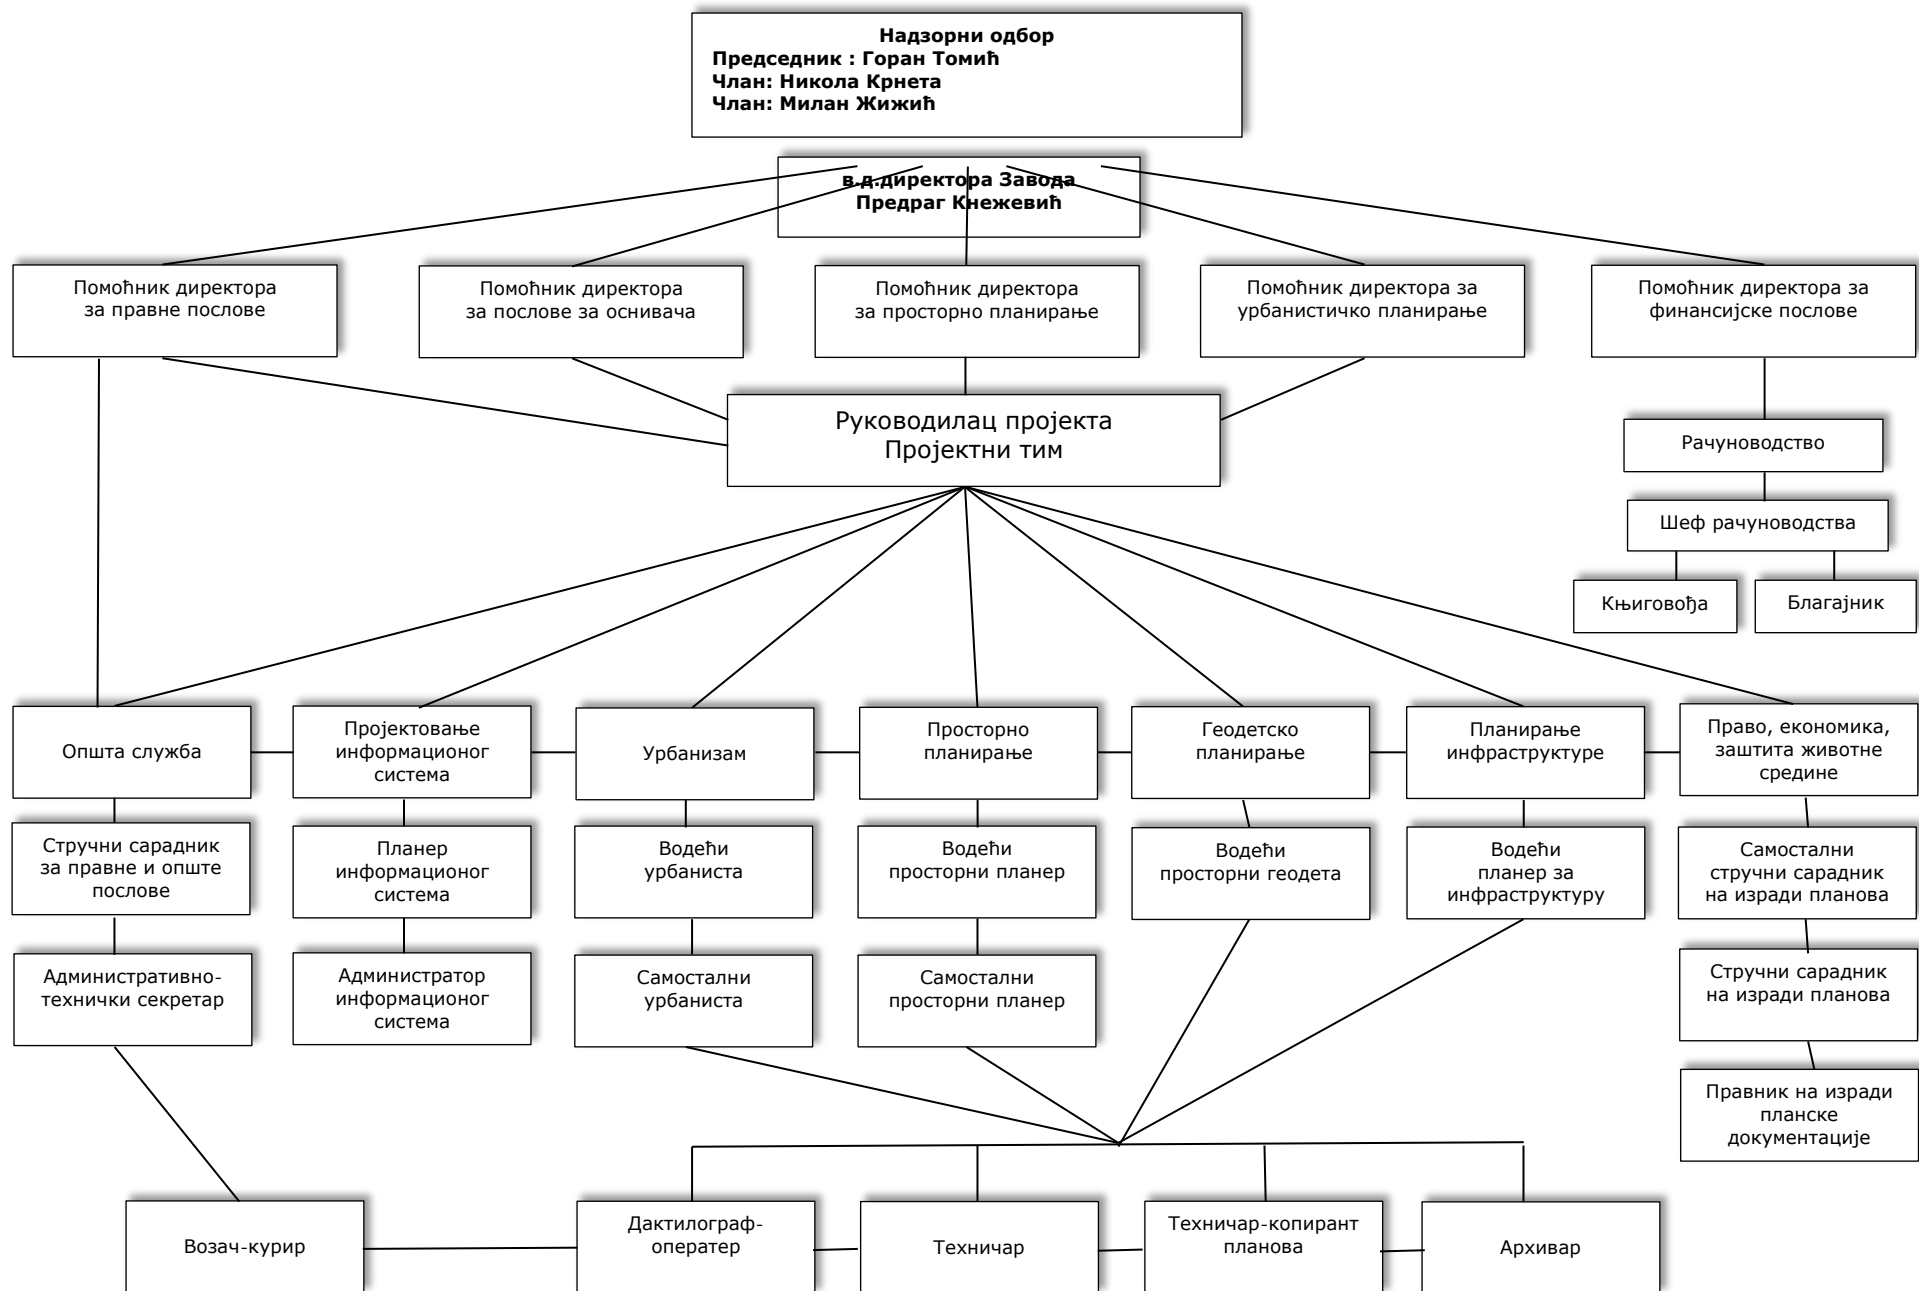 Надзорни одбор
Председник : Горан Томић
Члан: Никола Крнета
Члан: Милан Жижић
в.д.директора Завода
Предраг Кнежевић
Помоћник директора
за правне послове
Помоћник директора
за послове за оснивача
Помоћник директора
за просторно планирање
Помоћник директора за
урбанистичко планирање
Помоћник директора за
финансијске послове
Руководилац пројекта
Пројектни тим
Рачуноводство
Шеф рачуноводства
Књиговођа
Благајник
Општа служба
Пројектовање
информационог
система
Урбанизам
Просторно
планирање
Геодетско
планирање
Планирање
инфраструктуре
Право, економика,
заштита животне
средине
Стручни сарадник
за правне и опште
послове
Планер
информационог
система
Водећи
урбаниста
Водећи
просторни планер
Водећи
просторни геодета
Водећи
планер за
инфраструктуру
Самостални
стручни сарадник
на изради планова
Административно-
технички секретар
Администратор
информационог
система
Самостални
урбаниста
Самостални
просторни планер
Стручни сарадник
на изради планова
Правник на изради
планске
документације
Возач-курир
Дактилограф-
оператер
Техничар
Техничар-копирант
планова
Архивар